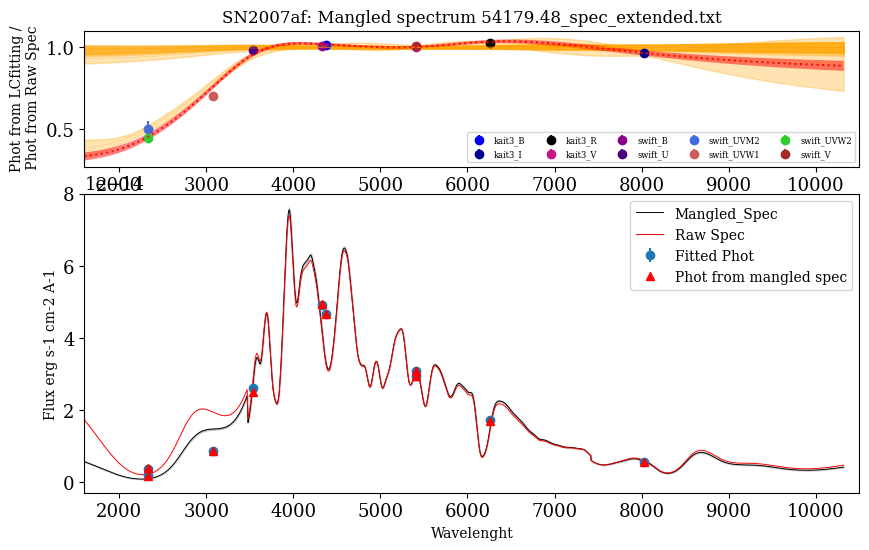 SN2007af: Mangled spectrum 54179.48_spec_extended.txt
Phot from LCfitting /
Phot from Raw Spec
1.0
0.5
kait3_B kait3_R swift_B swift_UVM2 swift_UVW2
kait3_I kait3_V swift_U swift_UVW1 swift_V
2000 3000 4000 5000 6000 7000 8000 9000 10000
1e−14
Flux erg s-1 cm-2 A-1
8
6
4
2
0
Mangled_Spec
Raw Spec
Fitted Phot
Phot from mangled spec
2000 3000 4000 5000 6000 7000 8000 9000 10000
Wavelenght